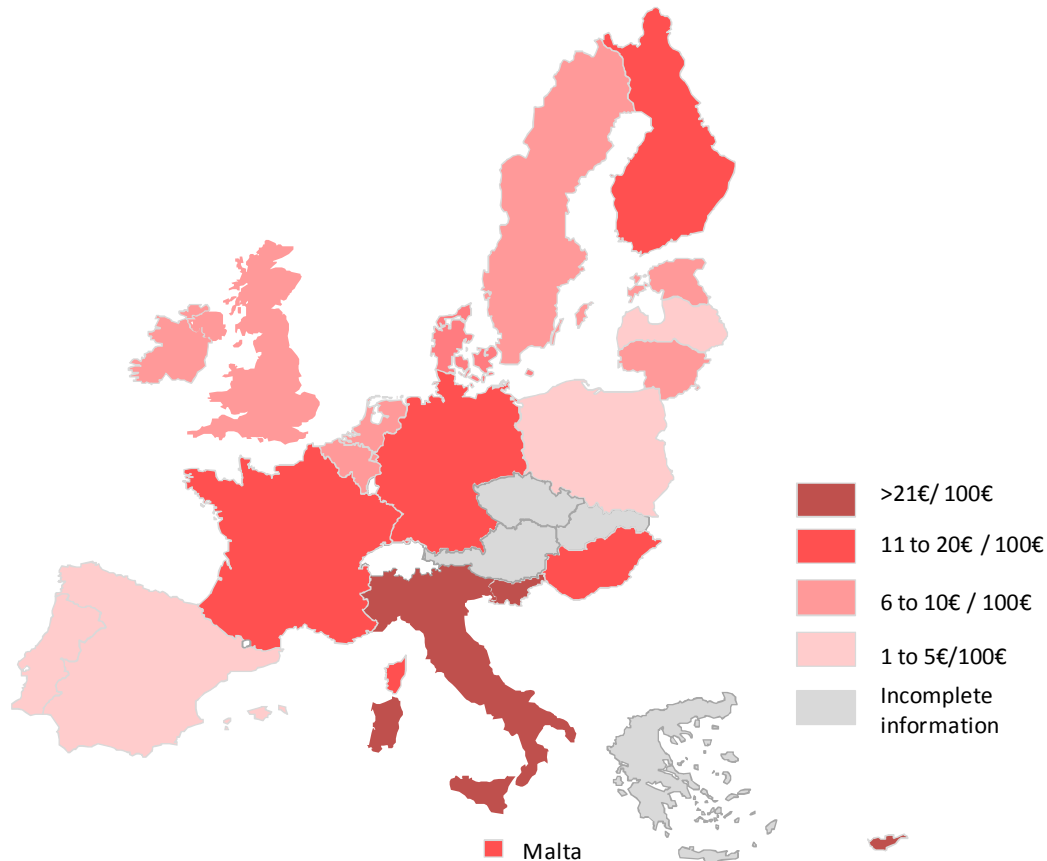 >21€/ 100€
11 to 20€ / 100€
6 to 10€ / 100€
1 to 5€/100€
Incomplete
information
Malta